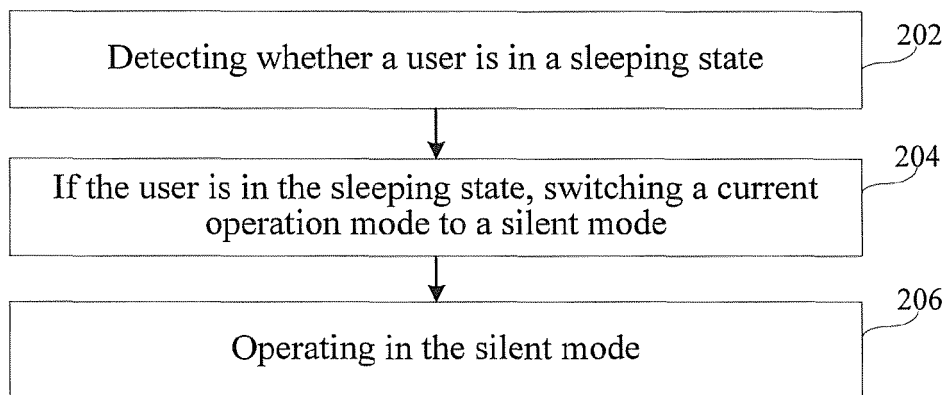 Detecting whether a user is in a sleeping state
202
If the user is in the sleeping state, switching a current
operation mode to a silent mode
204
Operating in the silent mode
206